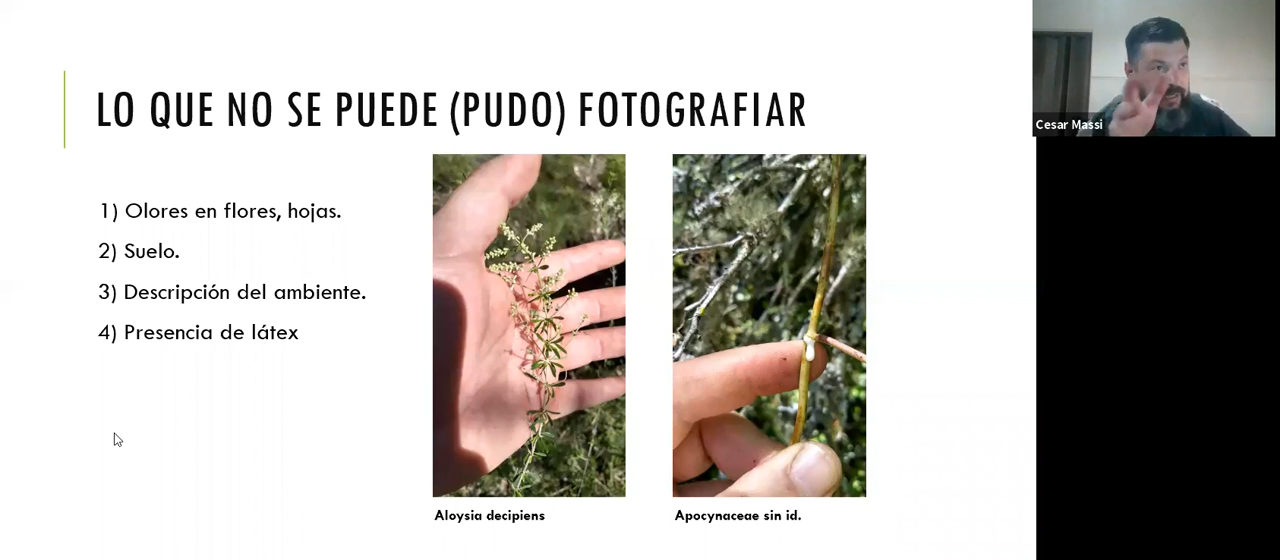 LO QUE NO SE PUEDE (PUDO) FOTOGRAFIAR
1) Olores en flores, hojas.
2) Suelo.
3) Descripción del ambiente.
4) Presencia de látex
Aloysia decipiens
Apocynaceae sin id.
Cesar Massi